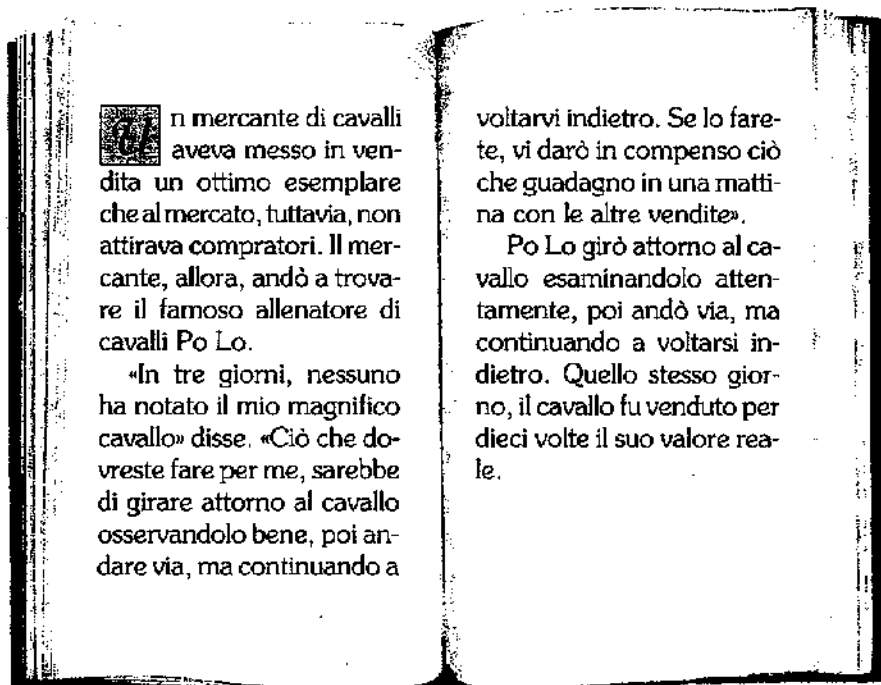 Un mercante di cavalli
aveva messo in ven-
dita un ottimo esemplare
che al mercato, tuttavia, non
attirava compratori. Il mer-
cante, allora, andò a trova-
re il famoso allenatore di
cavalli Po Lo.
«In tre giorni, nessuno
ha notato il mio magnifico
cavallo» disse. «Ciò che do-
vreste fare per me, sarebbe
di girare attorno al cavallo
osservandolo bene, poi an-
dare via, ma continuando a
voltarvi indietro. Se lo fare-
te, vi darò in compenso ciò
che guadagno in una matti-
na con le altre vendite».
Po Lo girò attorno al ca-
vallo esaminandolo atten-
tamente, poi andò via, ma
continuando a voltarsi in-
dietro. Quello stesso gior-
no, il cavallo fu venduto per
dieci volte il suo valore rea-
le.